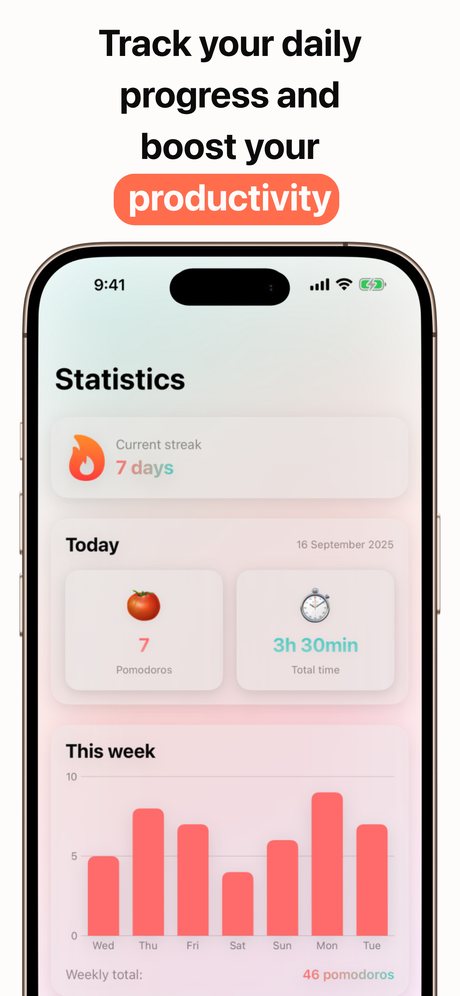 Track your daily
progress and
boost your
productivity
9:41
Statistics
Current streak
7 days
Today
16 September 2025
7
Pomodoros
3h 30min
Total time
This week
10
5
0
Wed Thu Fri Sat Sun Mon Tue
Weekly total: 46 pomodoros